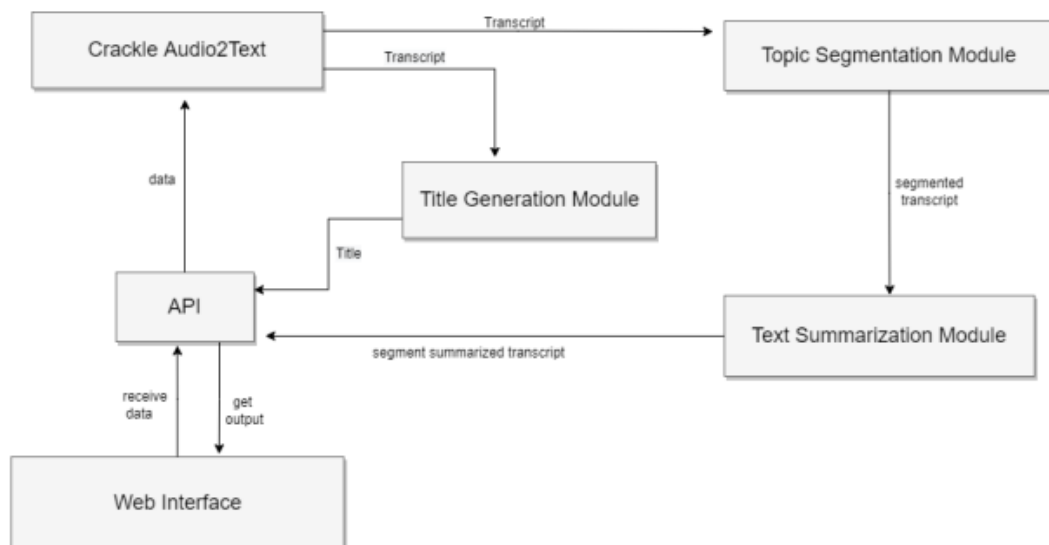 Transcript
Crackle Audio2Text
Topic Segmentation Module
Transcript
data
Title Generation Module
segmented
transcript
Title
API
Text Summarization Module
segment summarized transcript
receive
data
get
output
Web Interface